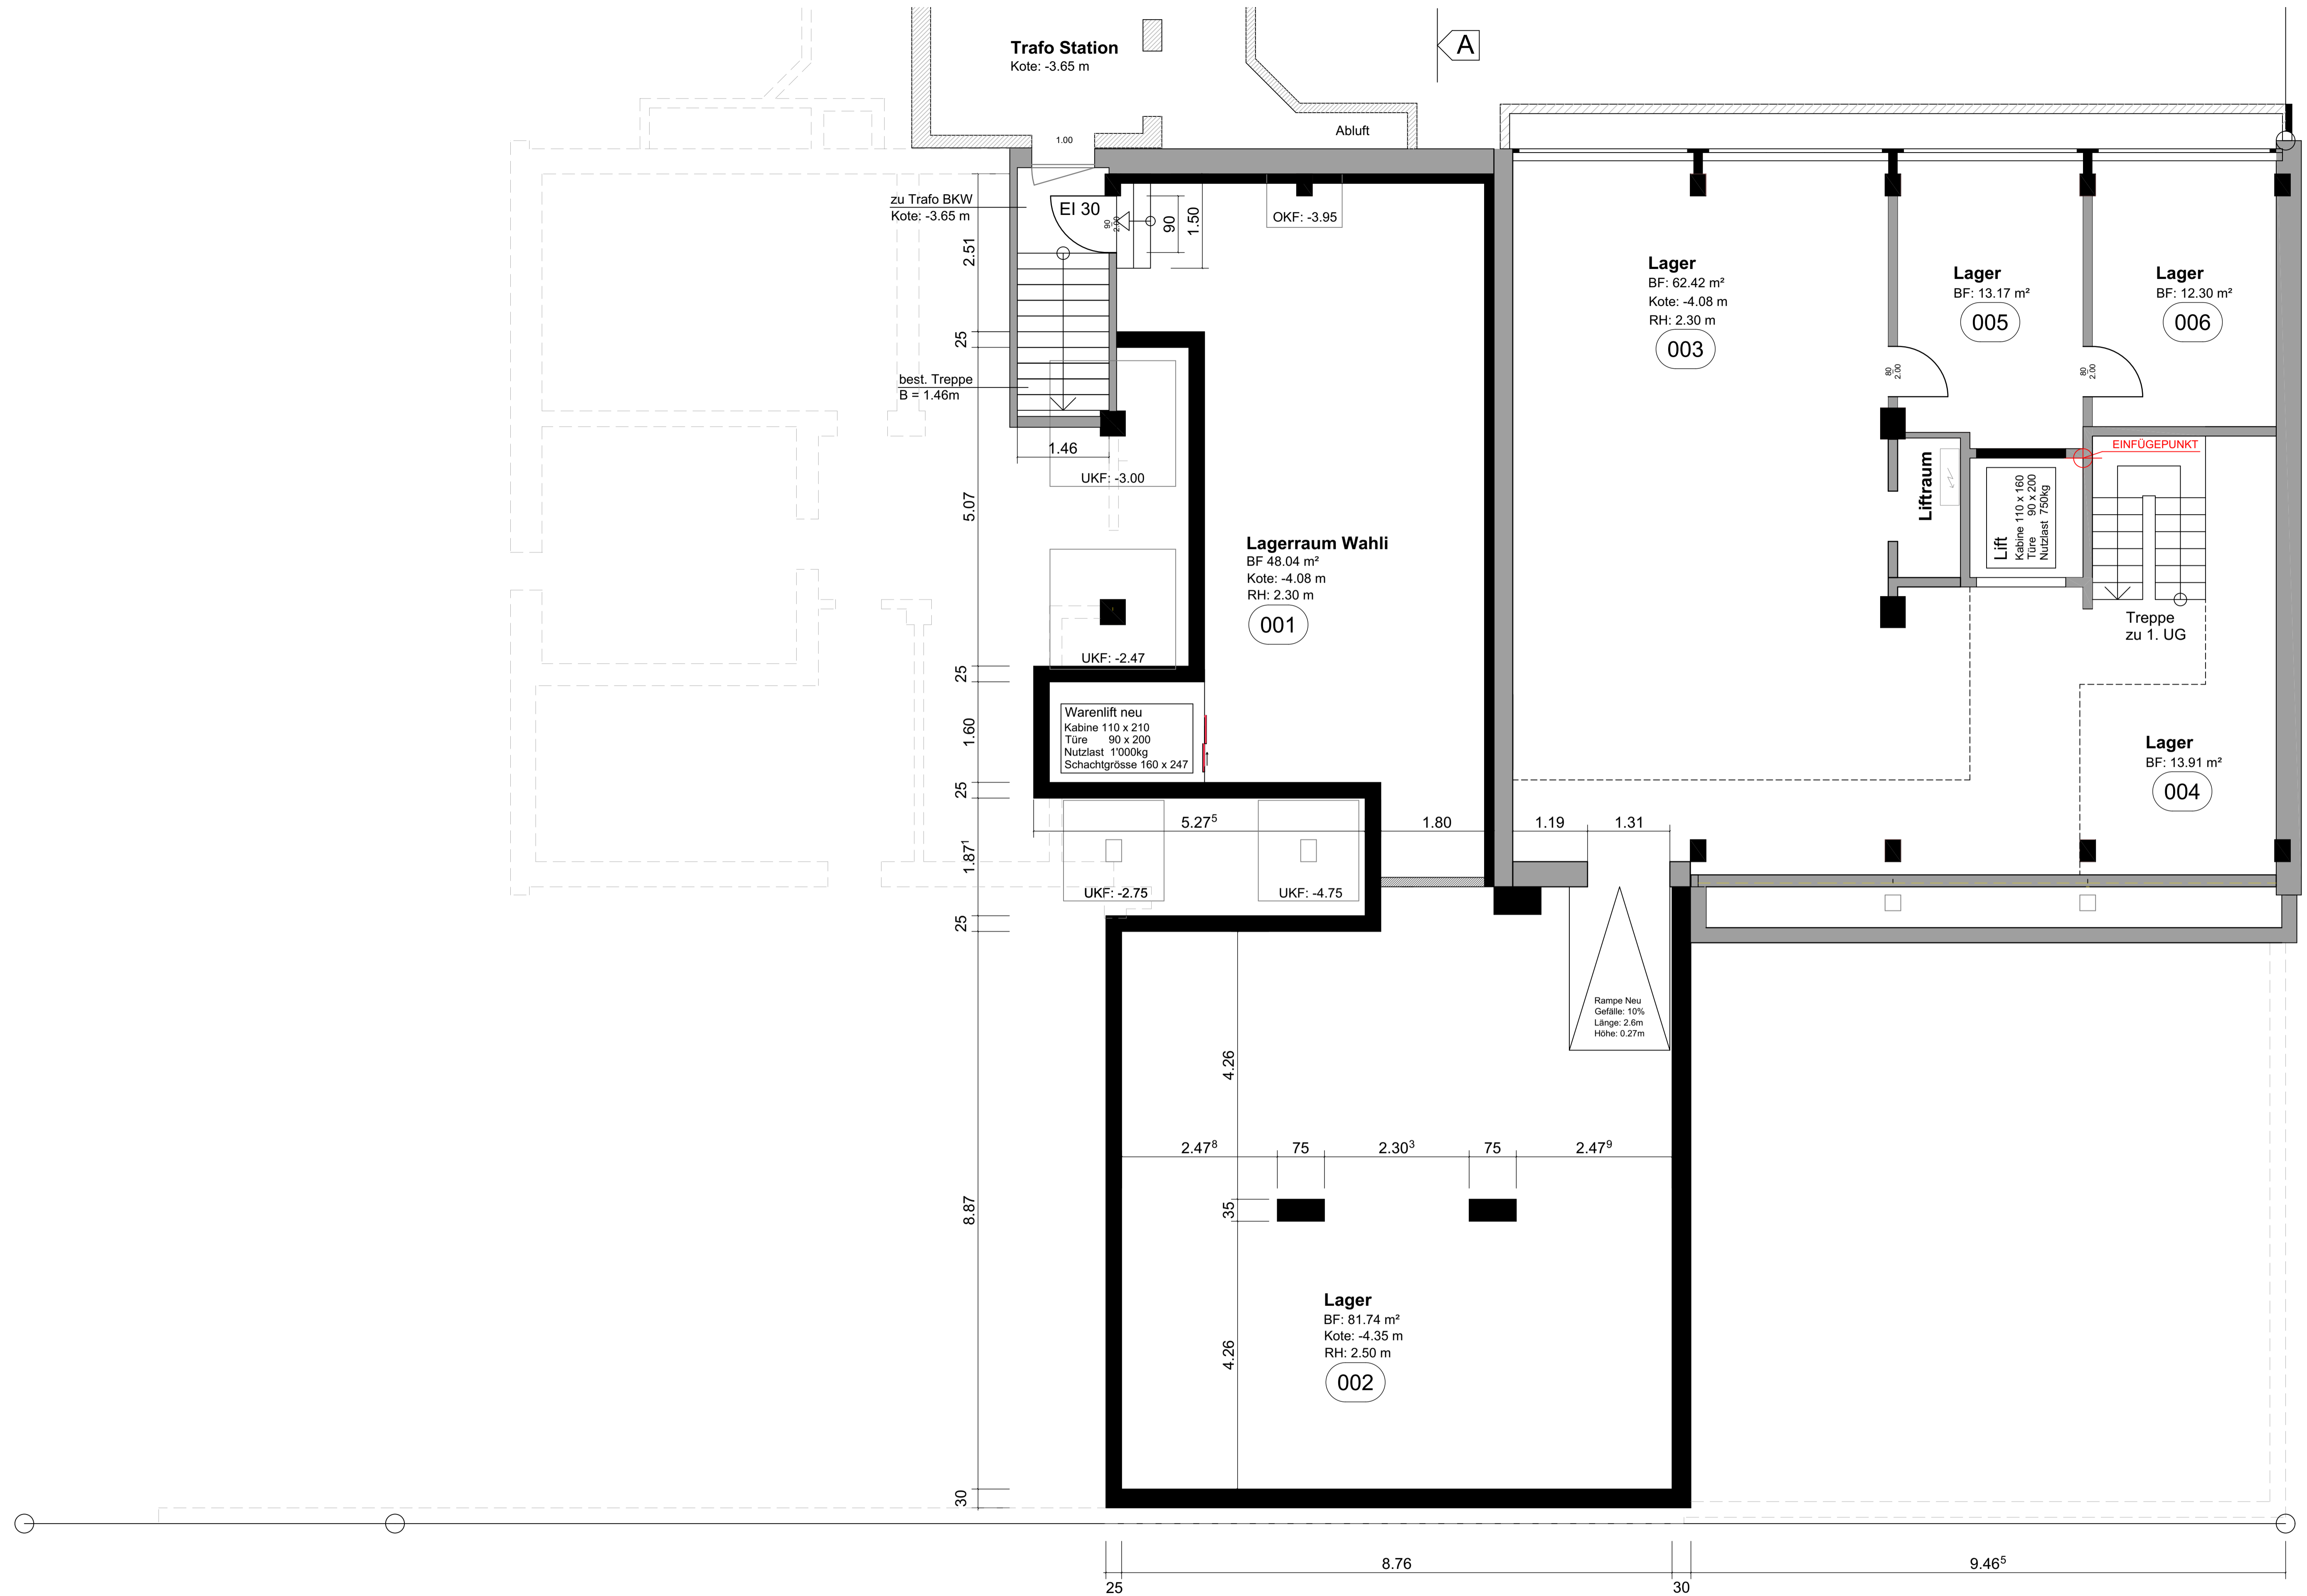 Trafo Station
Kote: -3.65 m
A
Abluft
1.00
zu Trafo BKW
Kote: -3.65 m
EI 30
90
2.00
90
1.50
OKF: -3.95
2.51
25
best. Treppe
B = 1.46m
1.46
UKF: -3.00
5.07
UKF: -2.47
25
Lagerraum Wahli
BF 48.04 m²
Kote: -4.08 m
RH: 2.30 m
001
Warenlift neu
Kabine 110 x 210
Türe 90 x 200
Nutzlast 1'000kg
Schachtgrösse 160 x 247
1.60
25
5.27⁵
1.80
1.19
1.31
1.87¹
UKF: -2.75
UKF: -4.75
25
Lager
BF: 62.42 m²
Kote: -4.08 m
RH: 2.30 m
003
Lager
BF: 13.17 m²
005
Lager
BF: 12.30 m²
006
80
2.00
80
2.00
EINFÜGEPUNKT
Liftraum
Lift
Kabine 110 x 160
Türe 90 x 200
Nutzlast 750kg
Treppe
zu 1. UG
Lager
BF: 13.91 m²
004
Rampe Neu
Gefälle: 10%
Länge: 2.6m
Höhe: 0.27m
4.26
2.47⁸
75
2.30³
75
2.47⁹
35
8.87
4.26
Lager
BF: 81.74 m²
Kote: -4.35 m
RH: 2.50 m
002
30
8.76
9.46⁵
25
30